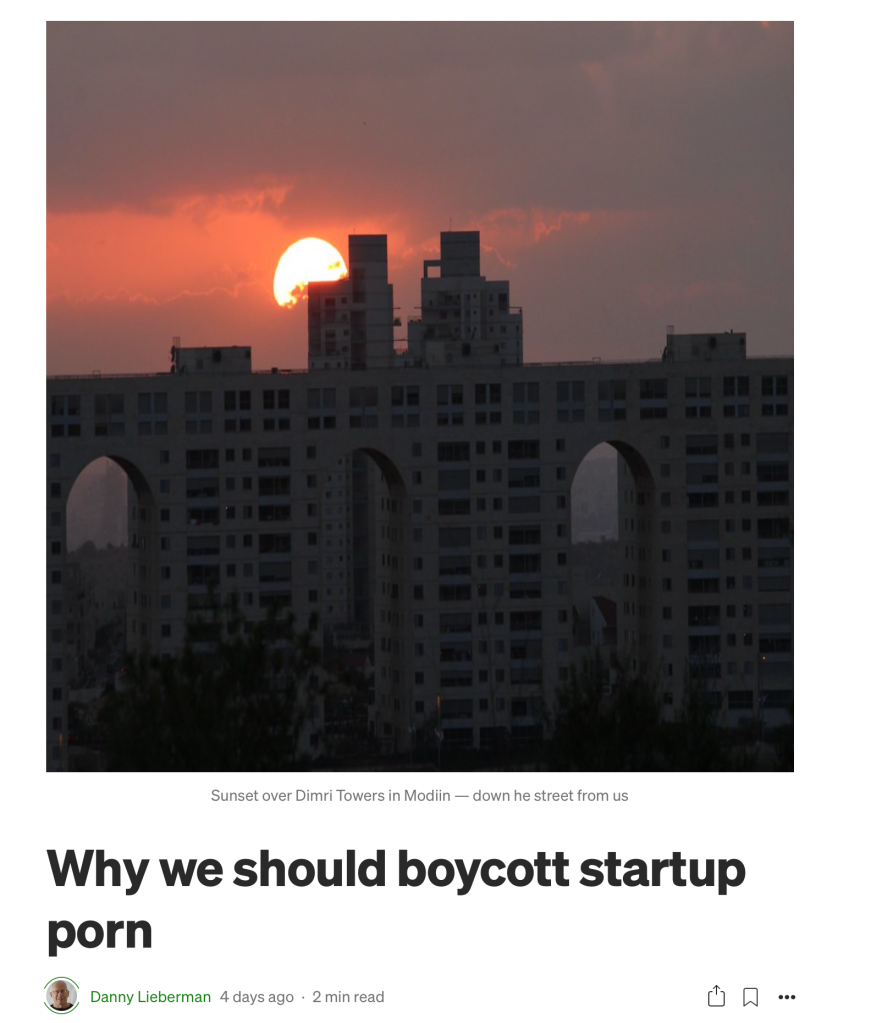 Sunset over Dimri Towers in Modiin — down he street from us
Why we should boycott startup
porn
Danny Lieberman 4 days ago · 2 min read